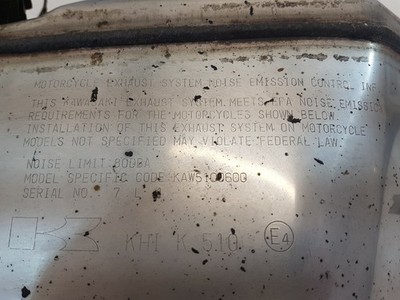 MOTORCYCLE EXHAUST SYSTEM NOISE EMISSION CONTROL INF
THIS KAWASAKI EXHAUST SYSTEM MEETS EPA NOISE EMISSION
REQUIREMENTS FOR THE MOTORCYCLES SHOWN BELOW.
INSTALLATION OF THIS EXHAUST SYSTEM ON MOTORCYCLE
MODELS NOT SPECIFIED MAY VIOLATE FEDERAL LAW.
NOISE LIMIT 80DBA
MODEL SPECIFIC CODE
SERIAL NO. 7
KHI K 510 E4